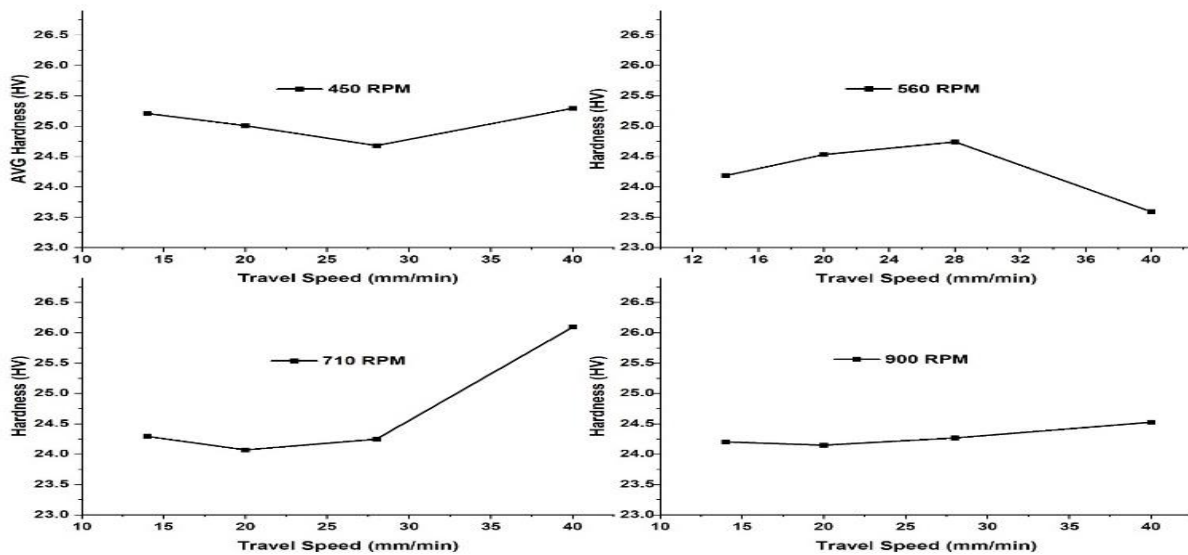 26.5
26.0
25.5
25.0
24.5
24.0
23.5
23.0
AVG Hardness (HV)
450 RPM
10 15 20 25 30 35 40
Travel Speed (mm/min)
26.5
26.0
25.5
25.0
24.5
24.0
23.5
23.0
Hardness (HV)
560 RPM
12 16 20 24 28 32 36 40
Travel Speed (mm/min)
26.5
26.0
25.5
25.0
24.5
24.0
23.5
23.0
Hardness (HV)
710 RPM
10 15 20 25 30 35 40
Travel Speed (mm/min)
26.5
26.0
25.5
25.0
24.5
24.0
23.5
23.0
Hardness (HV)
900 RPM
10 15 20 25 30 35 40
Travel Speed (mm/min)